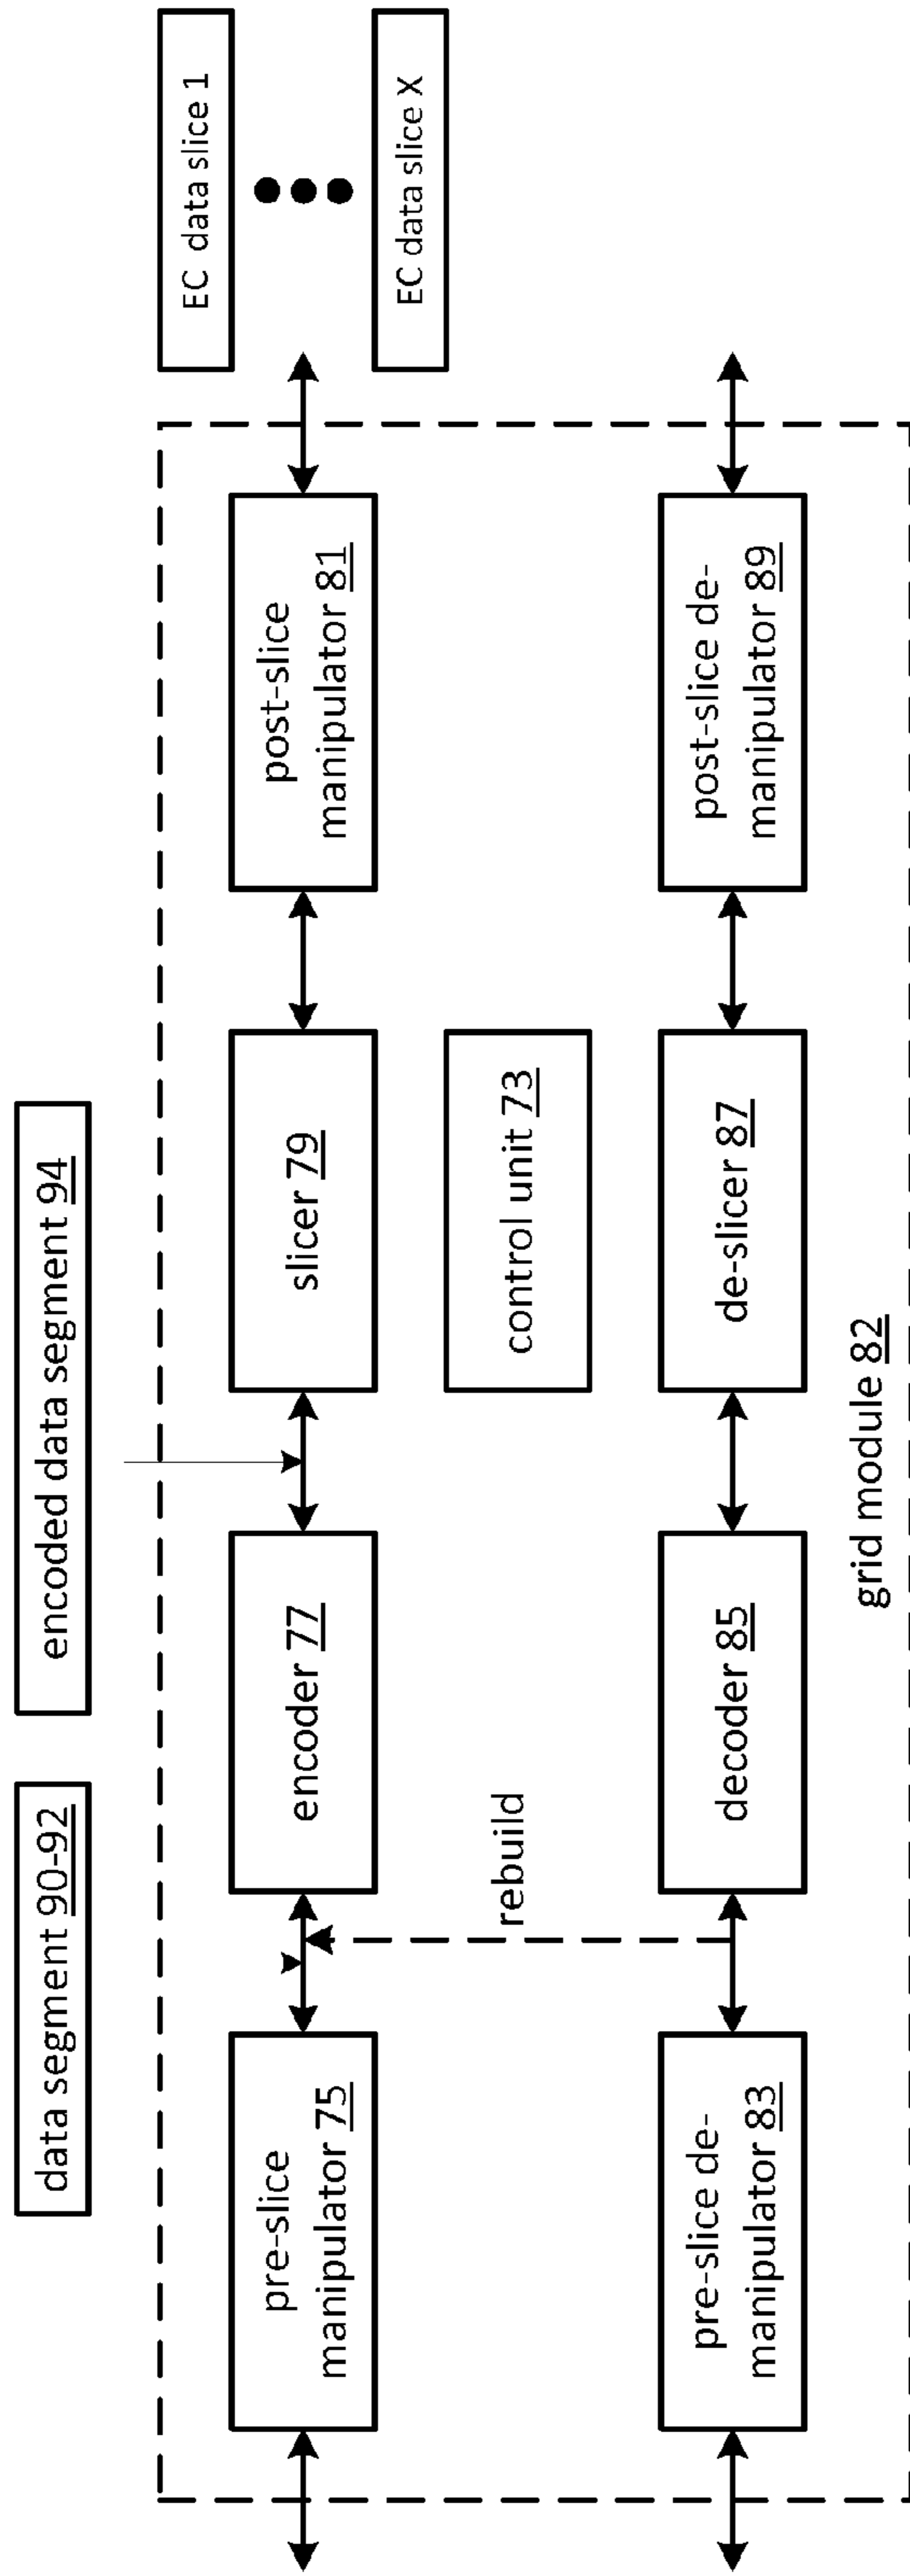 data segment 90-92
encoded data segment 94
EC data slice 1
EC data slice X
pre-slice
manipulator 75
encoder 77
slicer 79
post-slice
manipulator 81
rebuild
control unit 73
pre-slice de-
manipulator 83
decoder 85
de-slicer 87
post-slice de-
manipulator 89
grid module 82